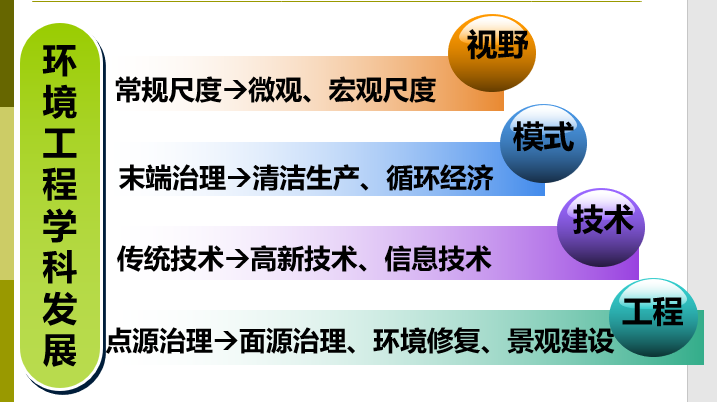 环境工程学科发展
视野
常规尺度→微观、宏观尺度
模式
末端治理→清洁生产、循环经济
技术
传统技术→高新技术、信息技术
工程
点源治理→面源治理、环境修复、景观建设